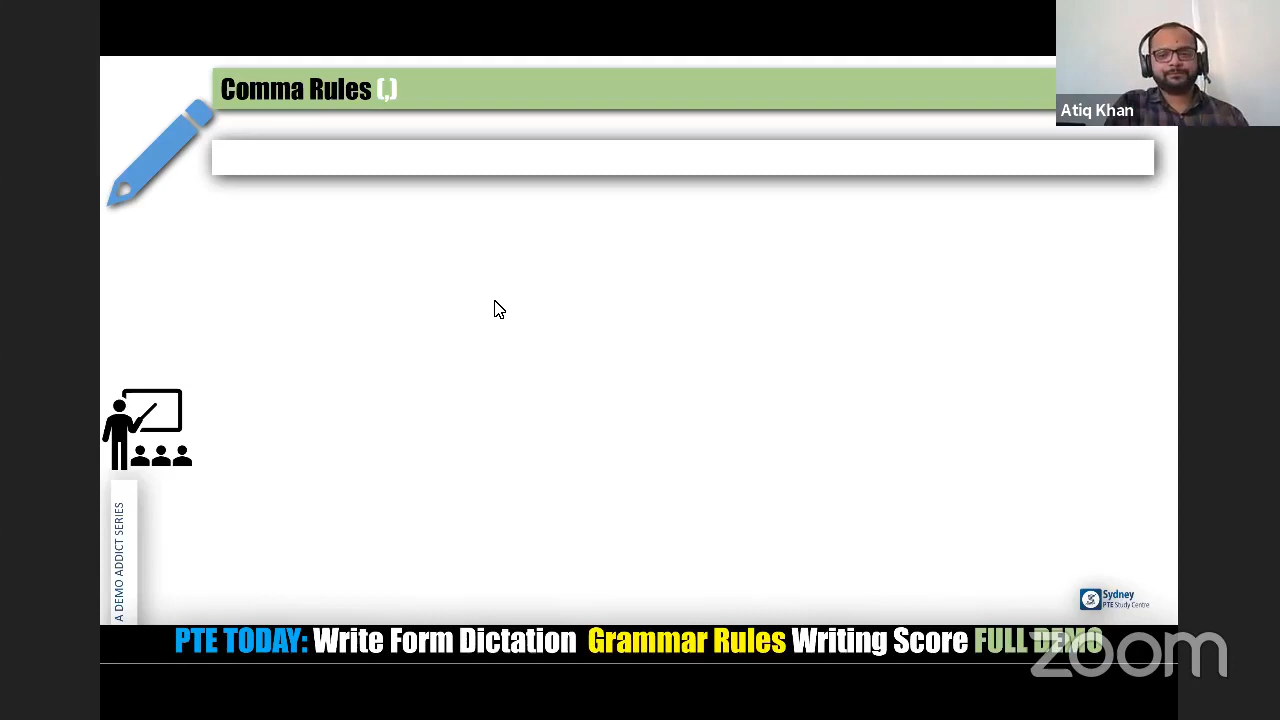 Comma Rules (,)
Atiq Khan
A DEMO ADDICT SERIES
Sydney
PTE Study Centre
PTE TODAY: Write Form Dictation Grammar Rules Writing Score FULL DEMO
zoom